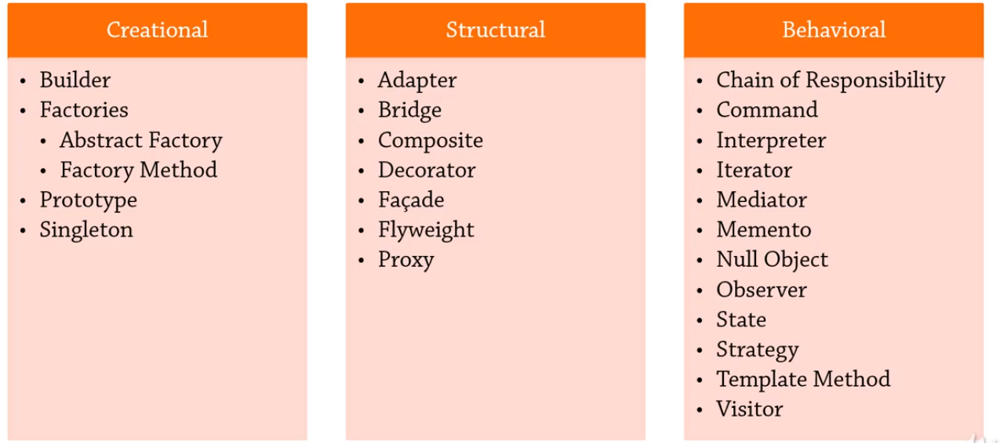 Creational
• Builder
• Factories
• Abstract Factory
• Factory Method
• Prototype
• Singleton
Structural
• Adapter
• Bridge
• Composite
• Decorator
• Façade
• Flyweight
• Proxy
Behavioral
• Chain of Responsibility
• Command
• Interpreter
• Iterator
• Mediator
• Memento
• Null Object
• Observer
• State
• Strategy
• Template Method
• Visitor